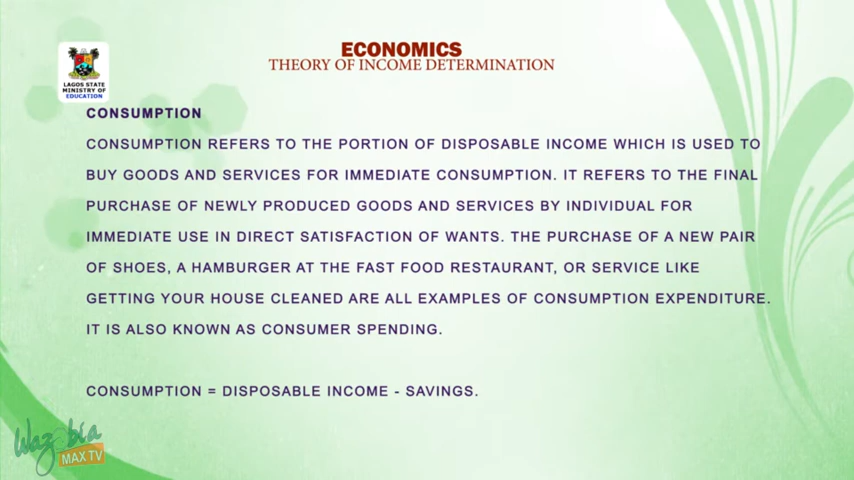 ECONOMICS
THEORY OF INCOME DETERMINATION
LAGOS STATE
MINISTRY OF
EDUCATION
CONSUMPTION
CONSUMPTION REFERS TO THE PORTION OF DISPOSABLE INCOME WHICH IS USED TO
BUY GOODS AND SERVICES FOR IMMEDIATE CONSUMPTION. IT REFERS TO THE FINAL
PURCHASE OF NEWLY PRODUCED GOODS AND SERVICES BY INDIVIDUAL FOR
IMMEDIATE USE IN DIRECT SATISFACTION OF WANTS. THE PURCHASE OF A NEW PAIR
OF SHOES, A HAMBURGER AT THE FAST FOOD RESTAURANT, OR SERVICE LIKE
GETTING YOUR HOUSE CLEANED ARE ALL EXAMPLES OF CONSUMPTION EXPENDITURE.
IT IS ALSO KNOWN AS CONSUMER SPENDING.
CONSUMPTION = DISPOSABLE INCOME - SAVINGS.
Wazobia
MAX TV